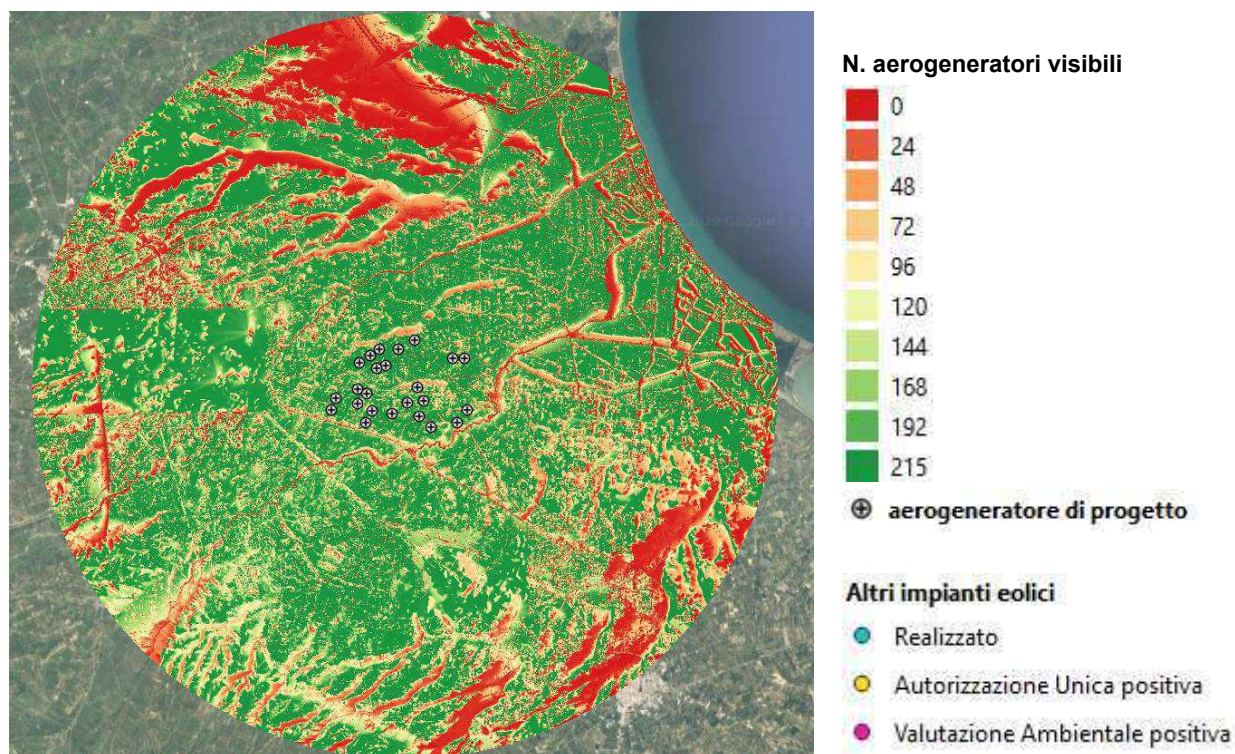 N. aerogeneratori visibili
0
24
48
72
96
120
144
168
192
215
aerogeneratore di progetto
Altri impianti eolici
Realizzato
Autorizzazione Unica positiva
Valutazione Ambientale positiva